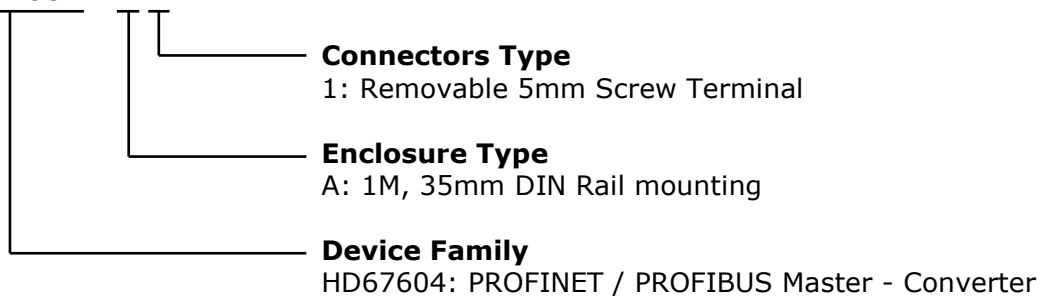 Connectors Type
1: Removable 5mm Screw Terminal
Enclosure Type
A: 1M, 35mm DIN Rail mounting
Device Family
HD67604: PROFINET / PROFIBUS Master - Converter